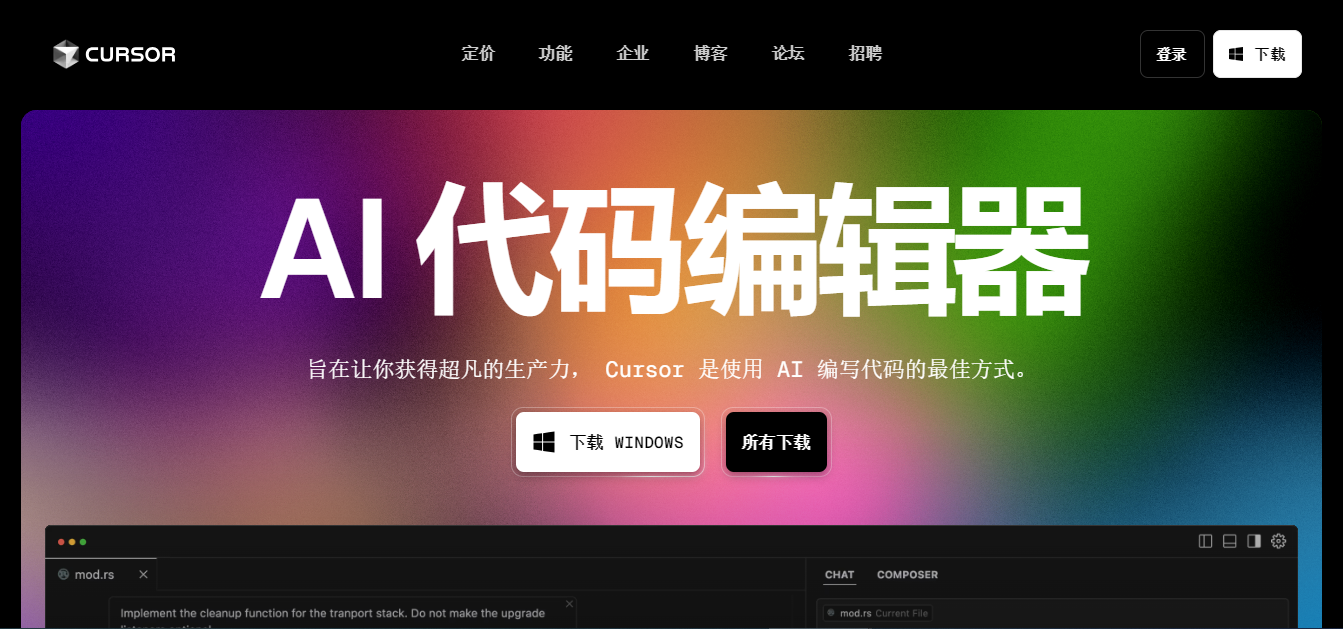 CURSOR 定价 功能 企业 博客 论坛 招聘 登录 下载
AI 代码编辑器
旨在让你获得超凡的生产力， Cursor 是使用 AI 编写代码的最佳方式。
下载 WINDOWS 所有下载
mod.rs
CHAT COMPOSER
Implement the cleanup function for the tranport stack. Do not make the upgrade
mod.rs Current File